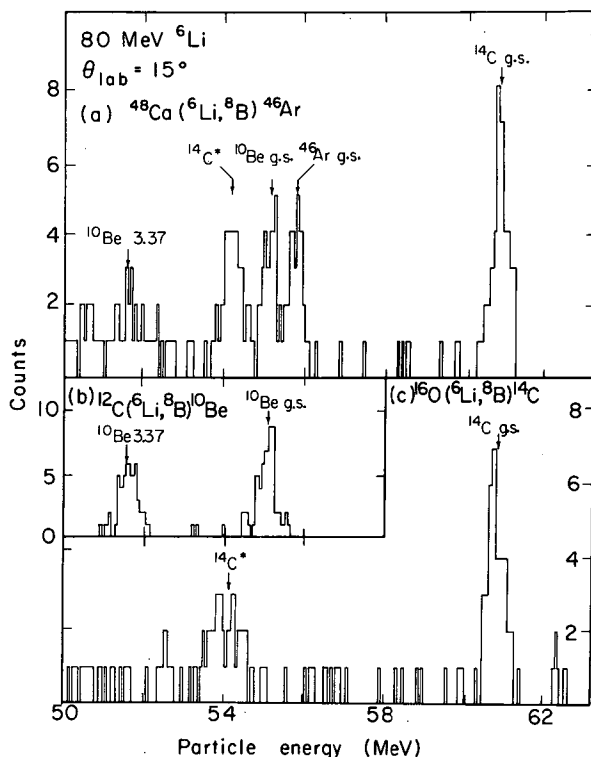 80 MeV ⁶Li
θlab = 15°
(a) ⁴⁸Ca(⁶Li,⁸B)⁴⁶Ar
¹⁴C g.s.
¹⁴C* ¹⁰Be g.s. ⁴⁶Ar g.s.
¹⁰Be 3.37
8
6
4
2
Counts
(b) ¹²C(⁶Li,⁸B)¹⁰Be
¹⁰Be 3.37
¹⁰Be g.s.
10
5
0
(c) ¹⁶O(⁶Li,⁸B)¹⁴C
¹⁴C g.s.
8
6
4
2
¹⁴C*
50 54 58 62
Particle energy (MeV)